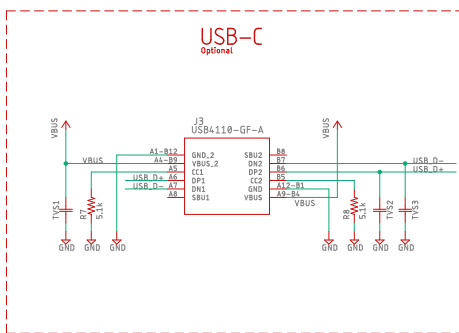 USB-C
Optional
J3
USB4110-GF-A
VBUS
VBUS
A1-B12
GND_2
SBU2
B8
VBUS
A4-B9
VBUS_2
DN2
B7
USB_D-
A5
CC1
DP2
B6
USB_D+
USB_D+
A6
DP1
CC2
B5
USB_D-
A7
DN1
GND
A12-B1
A8
SBU1
VBUS
A9-B4
VBUS
TVS1
R7
5.1k
R8
5.1k
TVS2
TVS3
GND
GND
GND
GND
GND
GND
GND